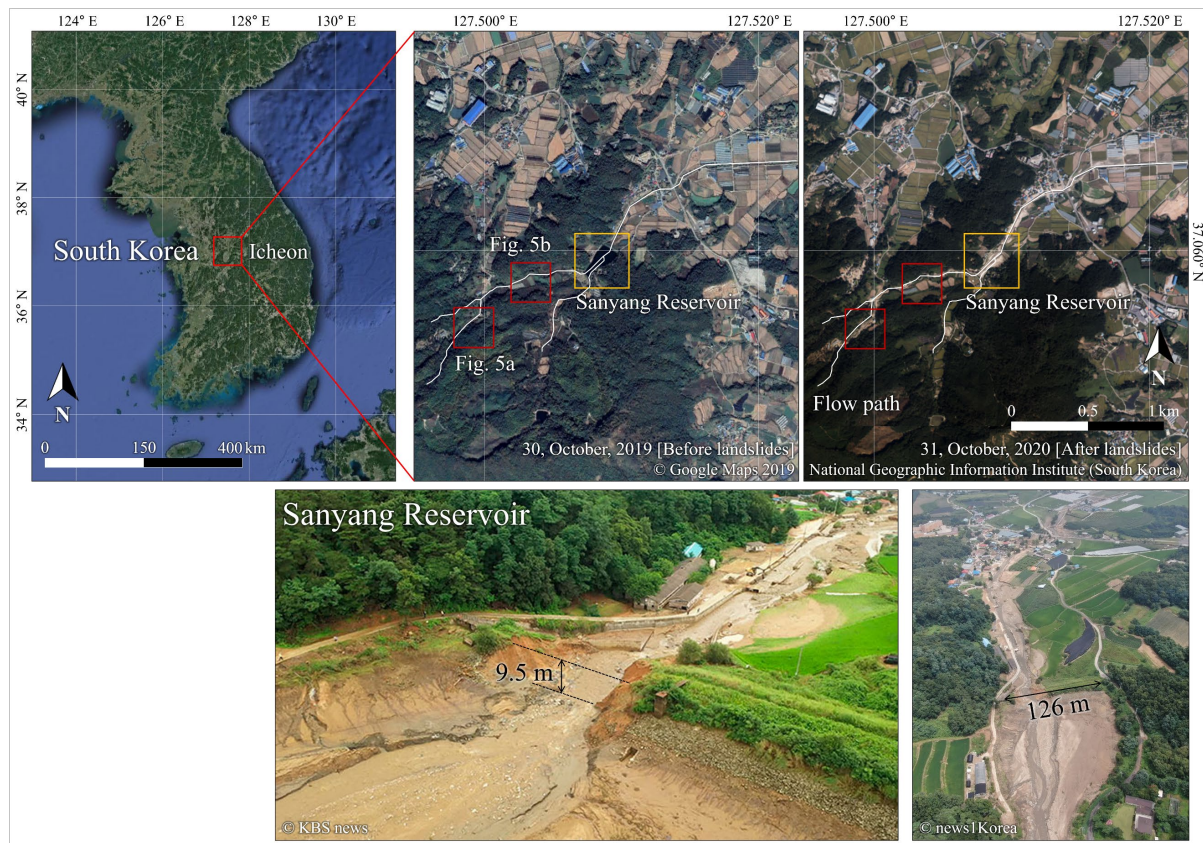 124° E
126° E
128° E
130° E
127.500° E
127.520° E
127.500° E
127.520° E
40° N
38° N
36° N
34° N
South Korea
Icheon
N
0
150
400 km
Fig. 5b
Sanyang Reservoir
Fig. 5a
30, October, 2019 [Before landslides]
© Google Maps 2019
Sanyang Reservoir
Flow path
N
0
0.5
1 km
31, October, 2020 [After landslides]
National Geographic Information Institute (South Korea)
37.060° N
Sanyang Reservoir
9.5 m
© KBS news
126 m
© news1Korea